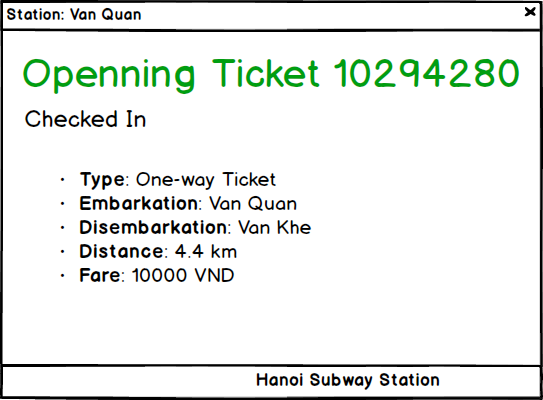 Station: Van Quan
Openning Ticket 10294280
Checked In
• Type: One-way Ticket
• Embarkation: Van Quan
• Disembarkation: Van Khe
• Distance: 4.4 km
• Fare: 10000 VND
Hanoi Subway Station